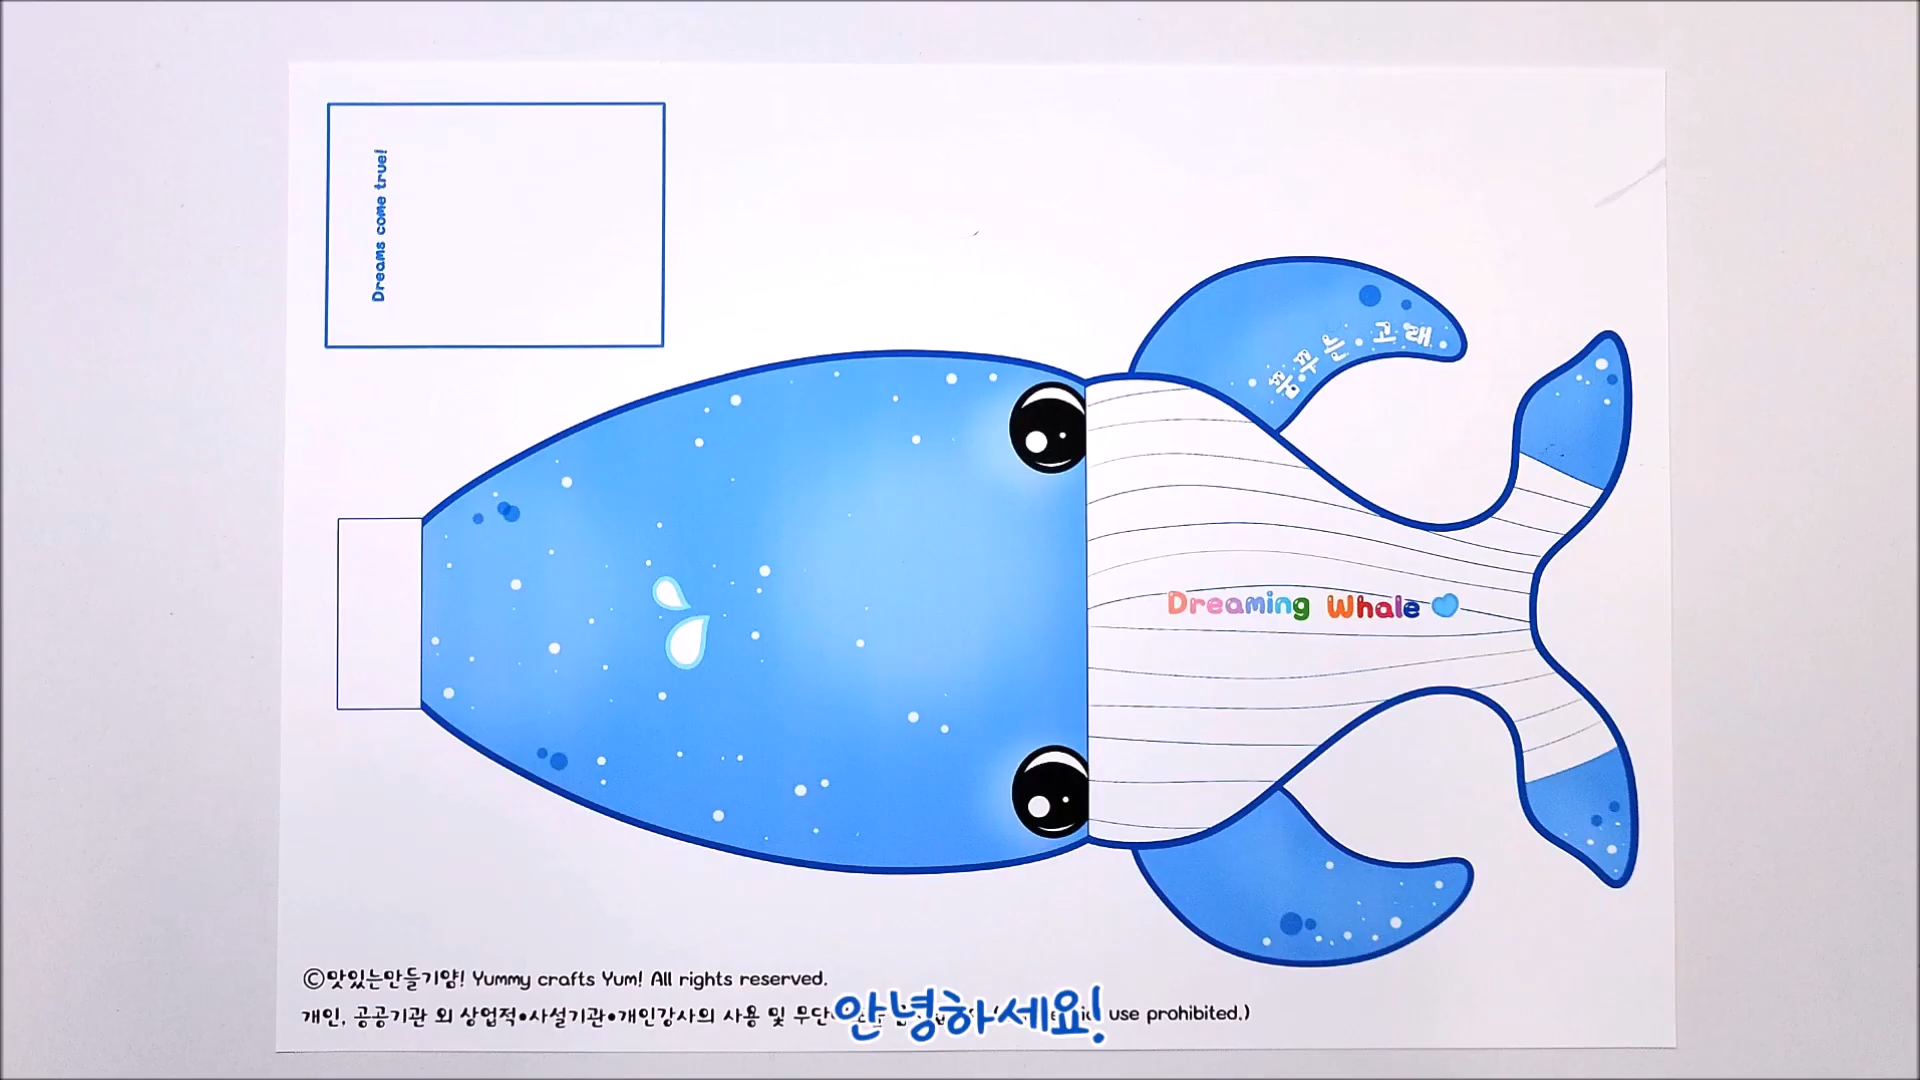 Dreams come true!
꿈꾸는 고래
Dreaming Whale
©맛있는만들기얌! Yummy crafts Yum! All rights reserved.
개인, 공공기관 외 상업적•사설기관•개인강사의 사용 및 무단 use prohibited.)
안녕하세요!